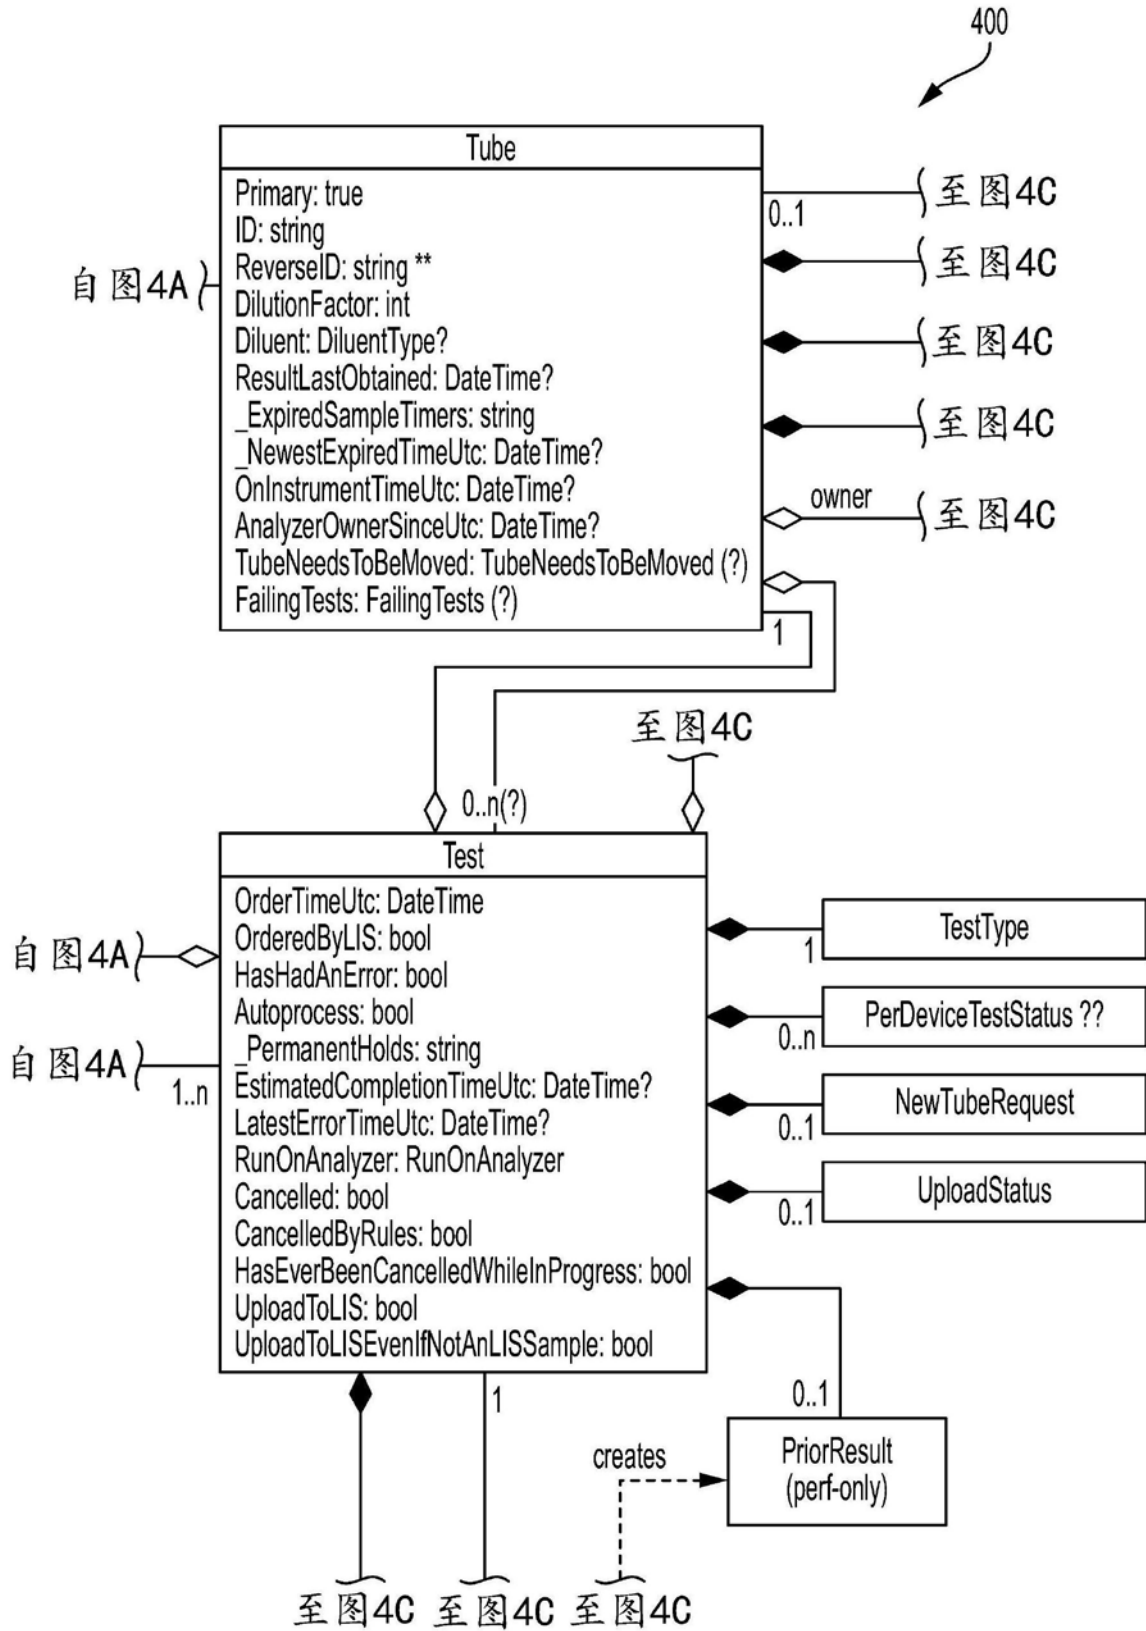 400
Tube
Primary: true
ID: string
ReverseID: string **
DilutionFactor: int
Diluent: DiluentType?
ResultLastObtained: DateTime?
_ExpiredSampleTimers: string
_NewestExpiredTimeUtc: DateTime?
OnInstrumentTimeUtc: DateTime?
AnalyzerOwnerSinceUtc: DateTime?
TubeNeedsToBeMoved: TubeNeedsToBeMoved (?)
FailingTests: FailingTests (?)
自图4A
0..1
至图4C
至图4C
至图4C
至图4C
owner
至图4C
1
至图4C
0..n(?)
Test
OrderTimeUtc: DateTime
OrderedByLIS: bool
HasHadAnError: bool
Autoprocess: bool
_PermanentHolds: string
EstimatedCompletionTimeUtc: DateTime?
LatestErrorTimeUtc: DateTime?
RunOnAnalyzer: RunOnAnalyzer
Cancelled: bool
CancelledByRules: bool
HasEverBeenCancelledWhileInProgress: bool
UploadToLIS: bool
UploadToLISEvenIfNotAnLISSample: bool
自图4A
自图4A
1..n
1
TestType
0..n
PerDeviceTestStatus ??
0..1
NewTubeRequest
0..1
UploadStatus
0..1
PriorResult
(perf-only)
creates
1
至图4C
至图4C
至图4C